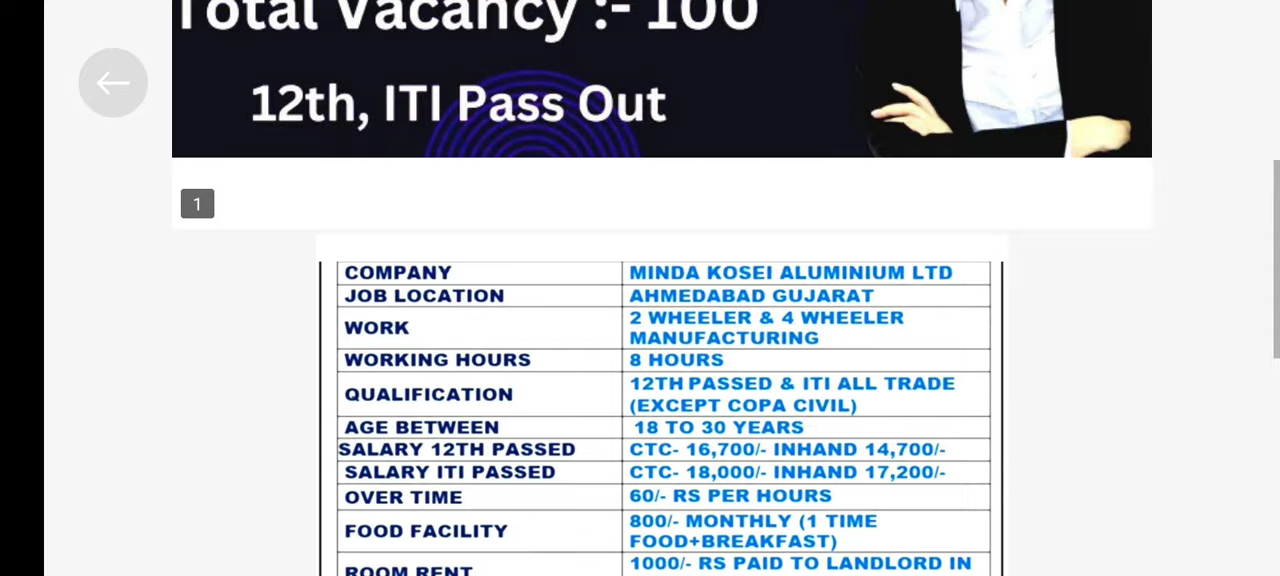 Total Vacancy :- 100
12th, ITI Pass Out
1
COMPANY MINDA KOSEI ALUMINIUM LTD
JOB LOCATION AHMEDABAD GUJARAT
WORK 2 WHEELER & 4 WHEELER
MANUFACTURING
WORKING HOURS 8 HOURS
QUALIFICATION 12TH PASSED & ITI ALL TRADE
(EXCEPT COPA CIVIL)
AGE BETWEEN 18 TO 30 YEARS
SALARY 12TH PASSED CTC- 16,700/- INHAND 14,700/-
SALARY ITI PASSED CTC- 18,000/- INHAND 17,200/-
OVER TIME 60/- RS PER HOURS
FOOD FACILITY 800/- MONTHLY (1 TIME
FOOD+BREAKFAST)
ROOM RENT 1000/- RS PAID TO LANDLORD IN